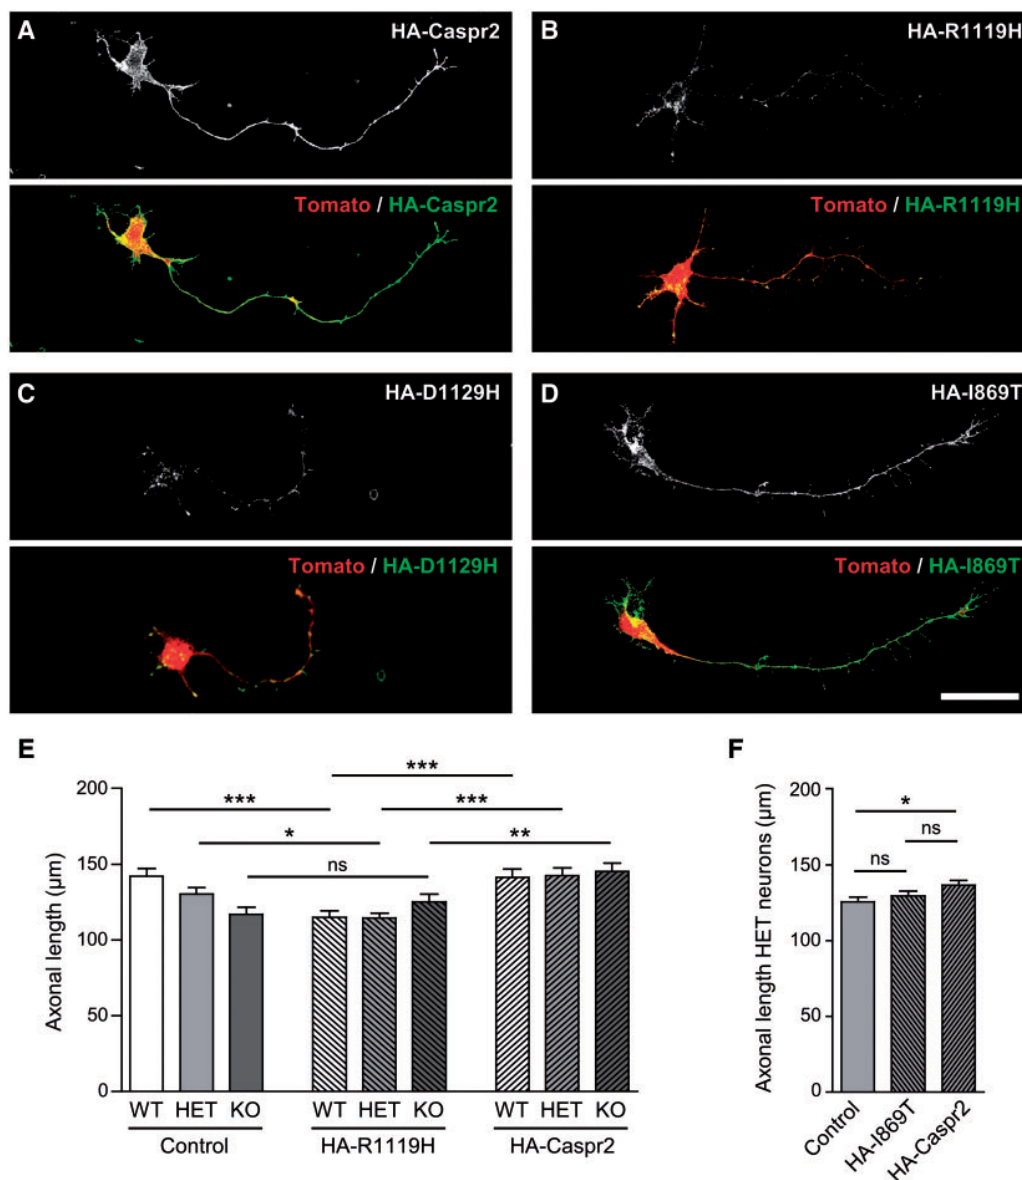 A
HA-Caspr2
B
HA-R1119H
Tomato / HA-Caspr2
Tomato / HA-R1119H
C
HA-D1129H
D
HA-I869T
Tomato / HA-D1129H
Tomato / HA-I869T
E
Axonal length (µm)
200
150
100
50
0
***
***
***
*
**
ns
WT HET KO
WT HET KO
WT HET KO
Control
HA-R1119H
HA-Caspr2
F
Axonal length HET neurons (µm)
200
150
100
50
0
*
ns
ns
Control
HA-I869T
HA-Caspr2